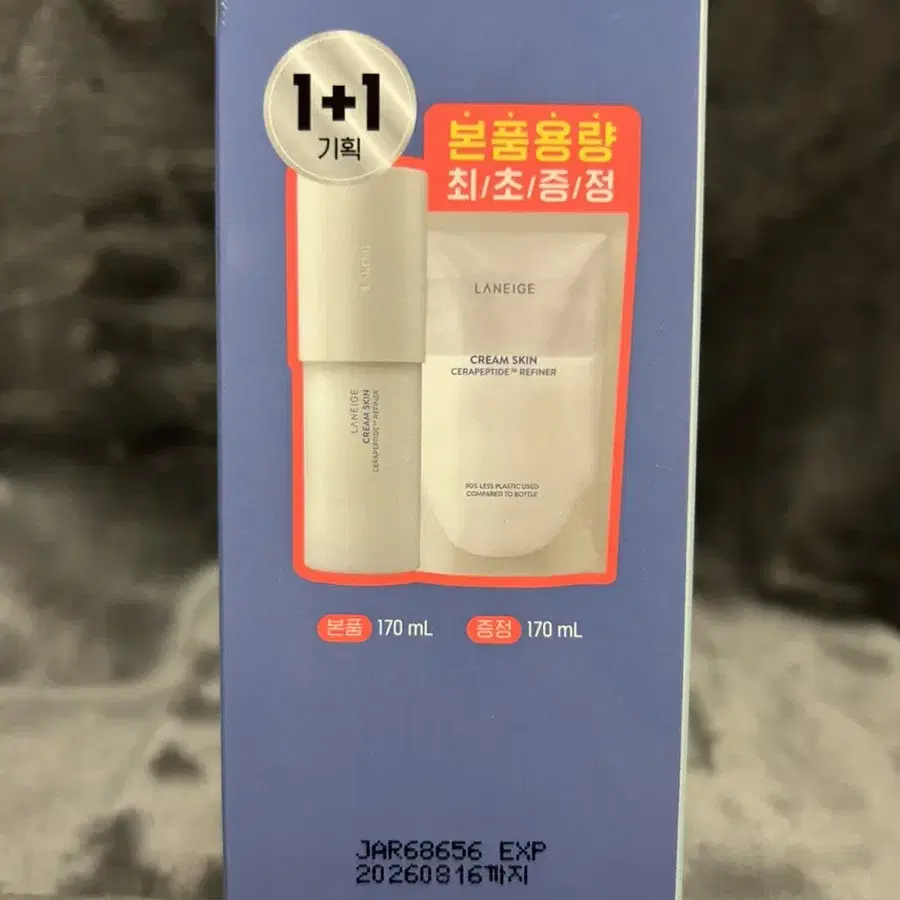 1+1
기획
본품용량
최/초/증/정
LANEIGE
CREAM SKIN
CERAPEPTIDE™ REFINER
90% LESS PLASTIC USED
COMPARED TO BOTTLE
LANEIGE
CREAM SKIN
CERAPEPTIDE™ REFINER
본품 170 mL
증정 170 mL
JAR68656 EXP
20260816까지